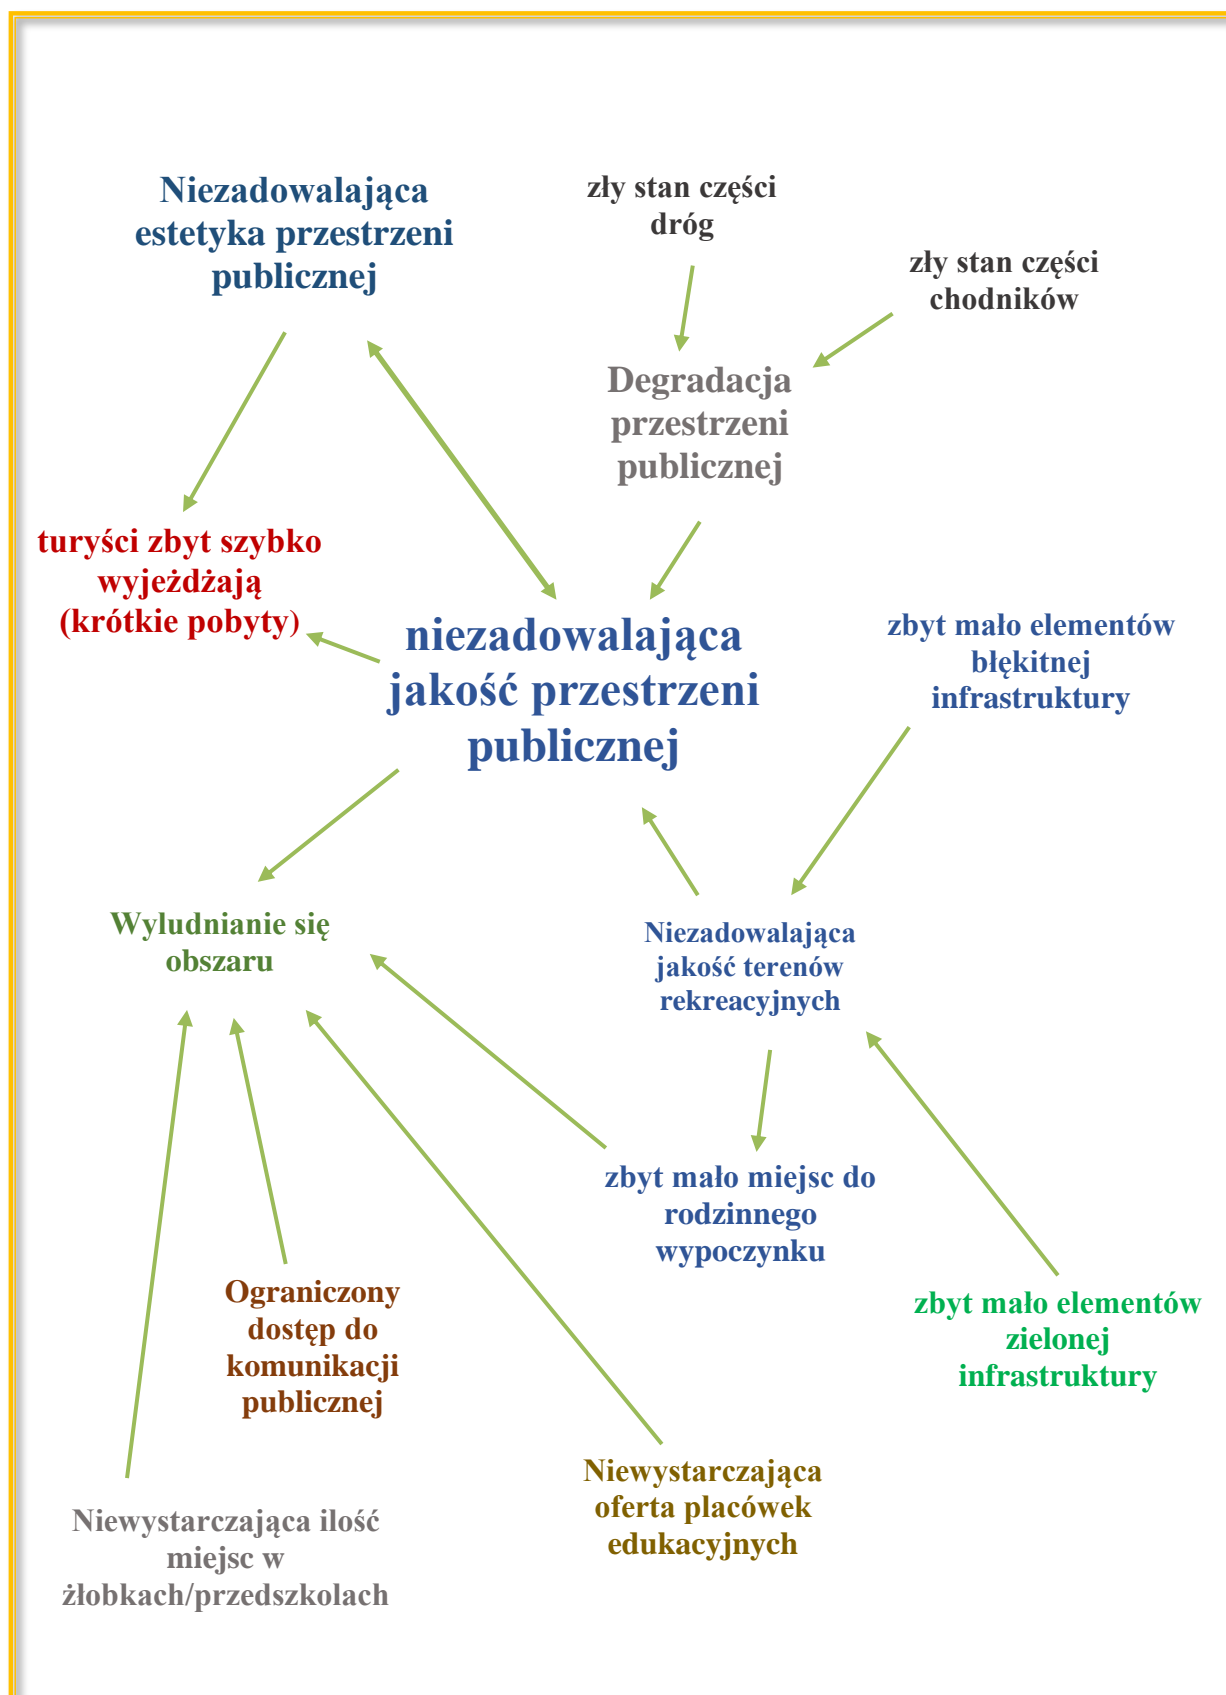 Niezadowalająca
estetyka przestrzeni
publicznej
zły stan części
dróg
zły stan części
chodników
Degradacja
przestrzeni
publicznej
turyści zbyt szybko
wyjeżdżają
(krótkie pobyty)
niezadowalająca
jakość przestrzeni
publicznej
zbyt mało elementów
błękitnej
infrastruktury
Wyludnianie się
obszaru
Niezadowalająca
jakość terenów
rekreacyjnych
zbyt mało miejsc do
rodzinnego
wypoczynku
Ograniczony
dostęp do
komunikacji
publicznej
zbyt mało elementów
zielonej
infrastruktury
Niewystarczająca
oferta placówek
edukacyjnych
Niewystarczająca ilość
miejsc w
żłobkach/przedszkolach